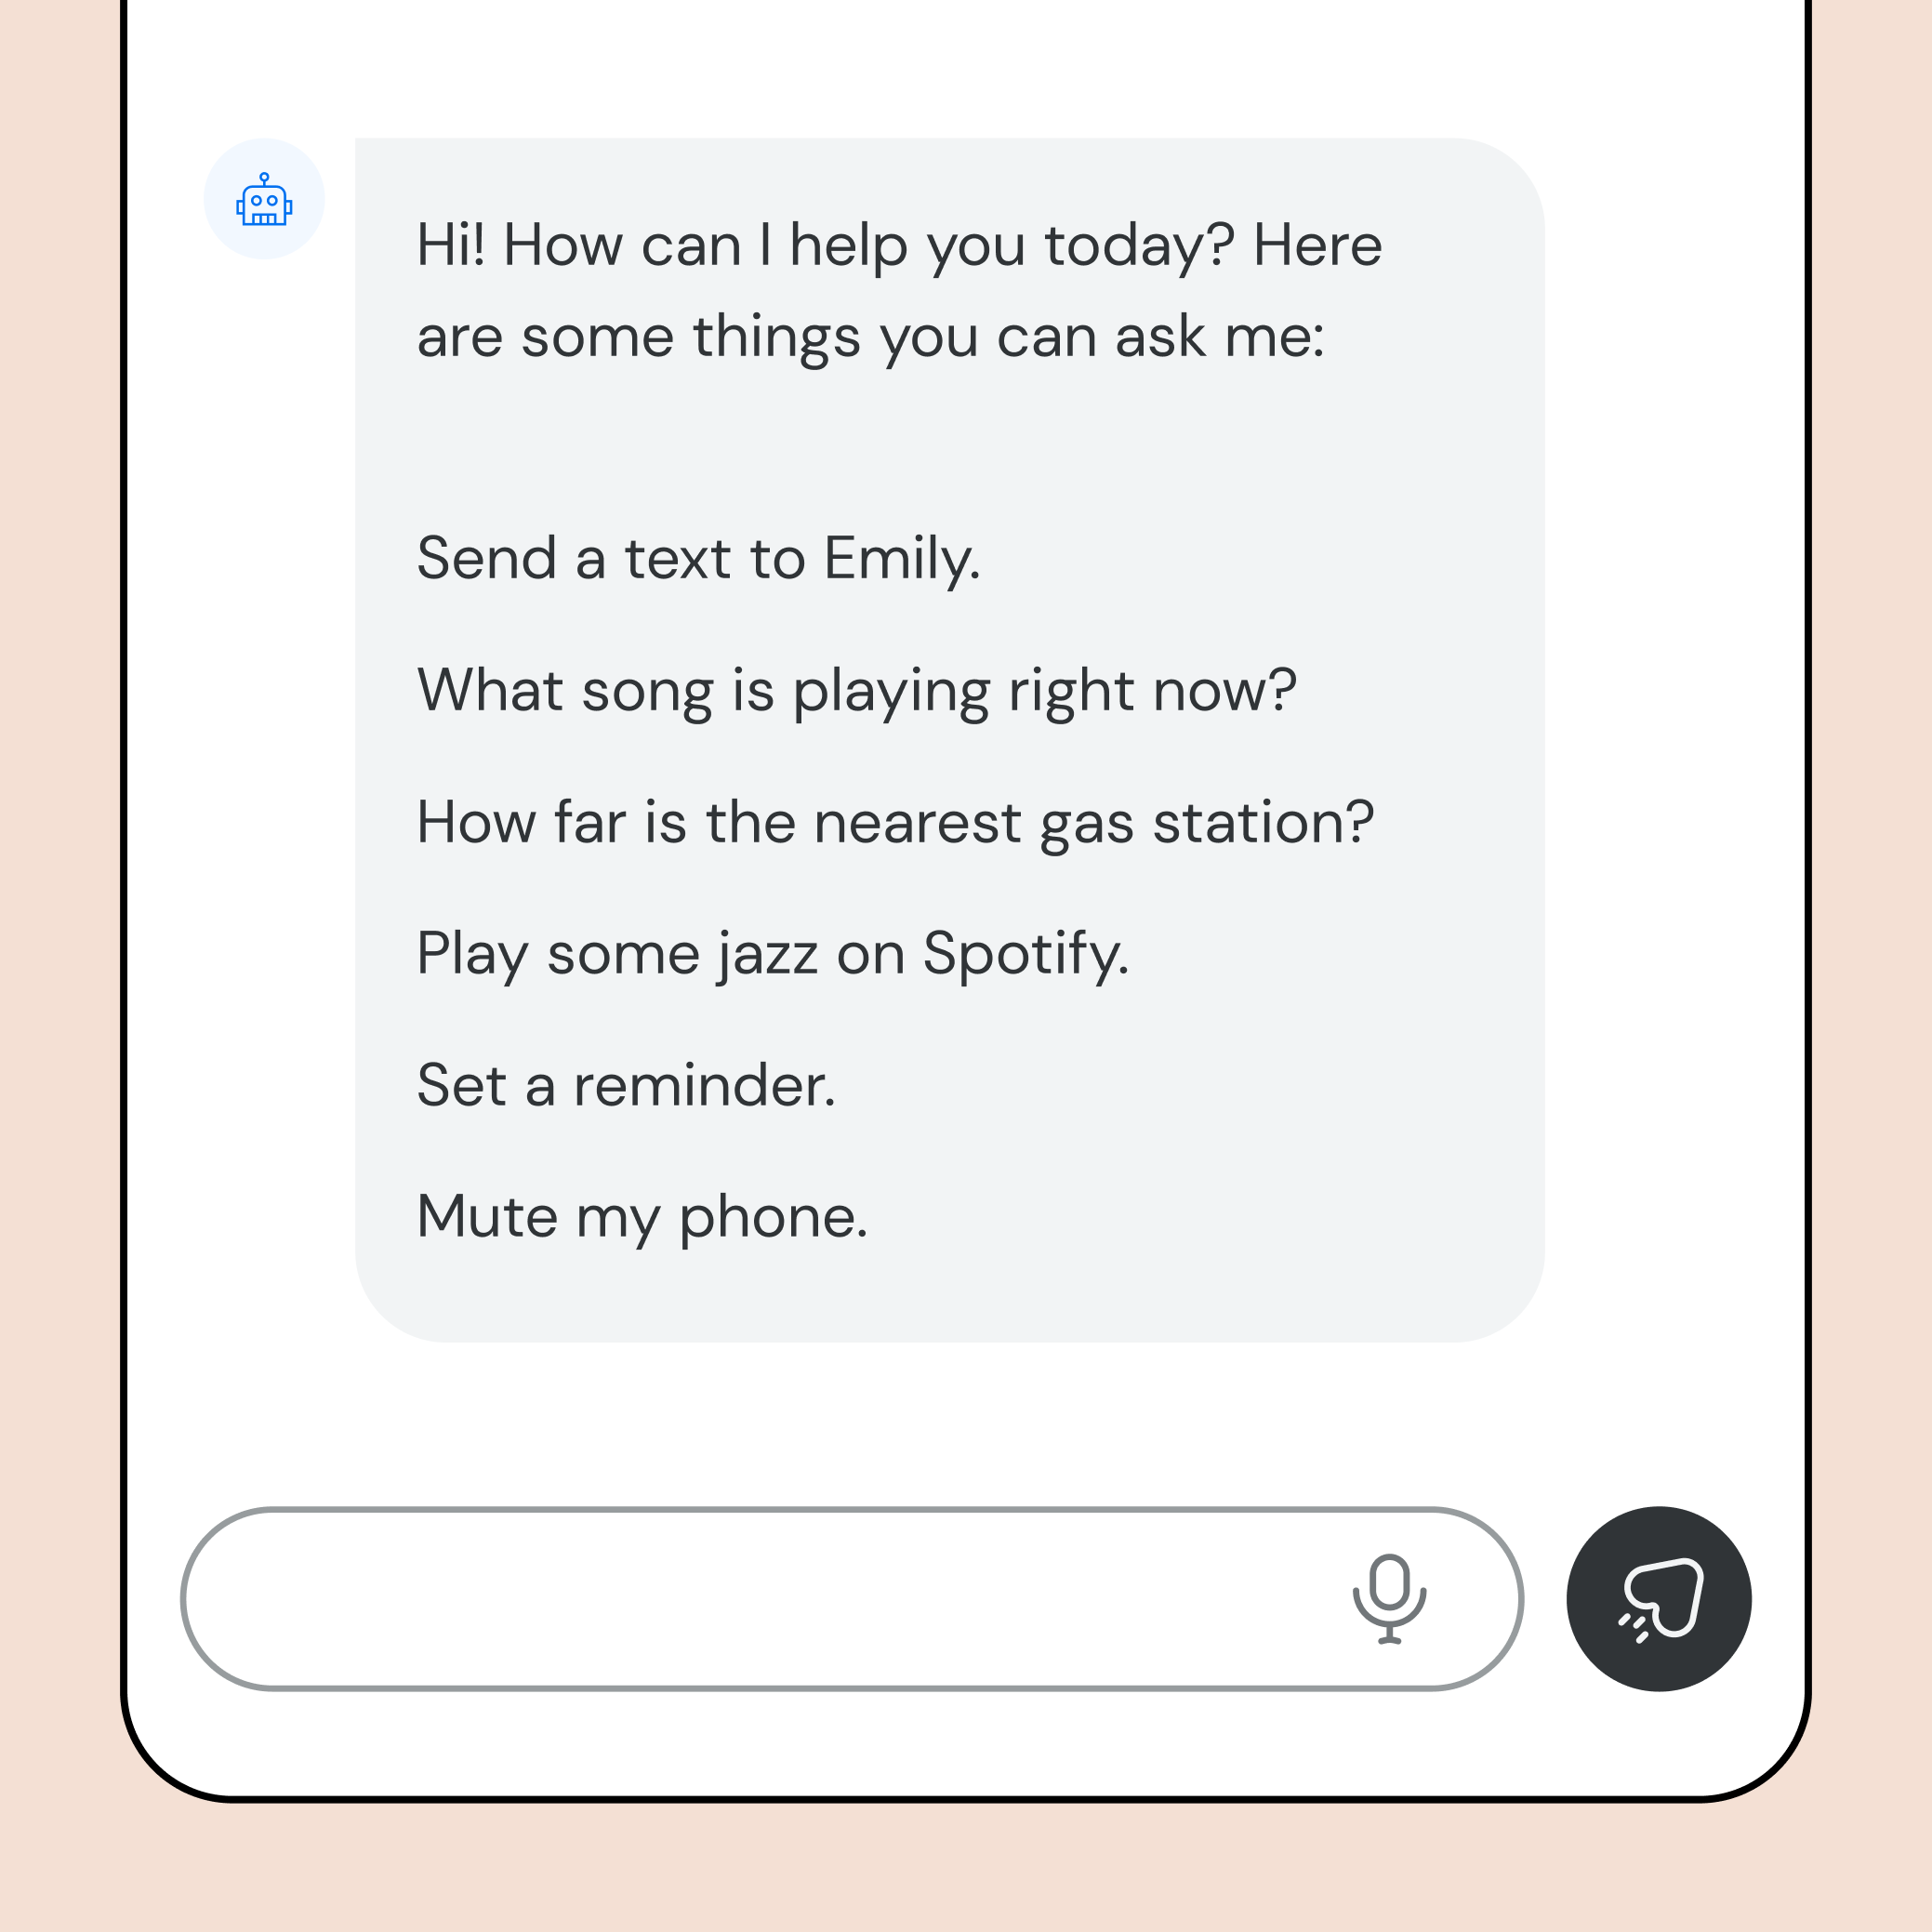 Hi! How can I help you today? Here
are some things you can ask me:
Send a text to Emily.
What song is playing right now?
How far is the nearest gas station?
Play some jazz on Spotify.
Set a reminder.
Mute my phone.